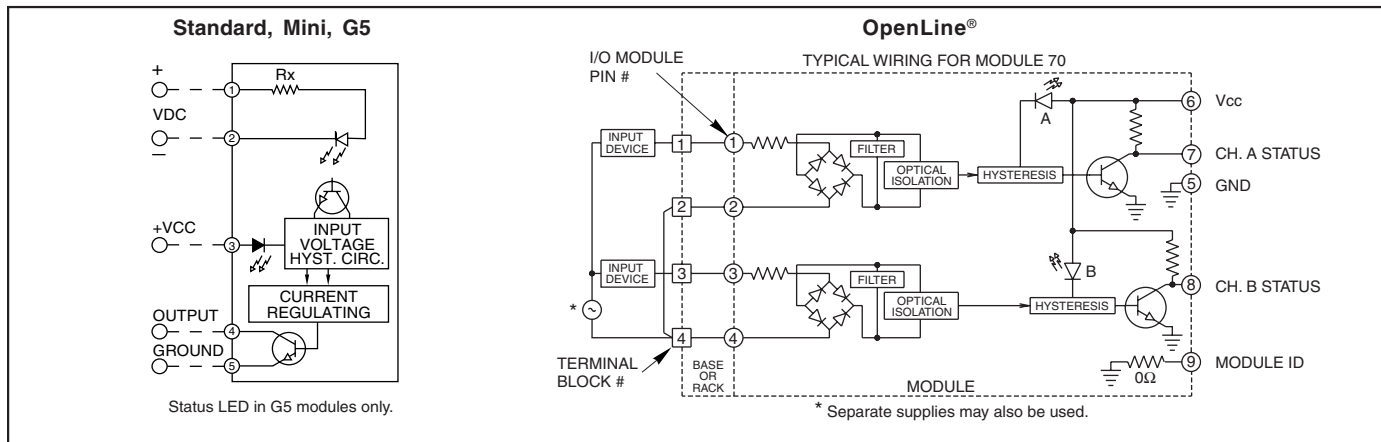 Standard, Mini, G5
+
Rx
1
VDC
2
–
+VCC
3
INPUT
VOLTAGE
HYST. CIRC.
CURRENT
REGULATING
OUTPUT
4
GROUND
5
Status LED in G5 modules only.
OpenLine®
I/O MODULE
PIN #
TYPICAL WIRING FOR MODULE 70
A
6 Vcc
INPUT
DEVICE
1
1
FILTER
OPTICAL
ISOLATION
HYSTERESIS
7 CH. A STATUS
5 GND
2
2
INPUT
DEVICE
3
3
FILTER
OPTICAL
ISOLATION
HYSTERESIS
B
8 CH. B STATUS
*
4
4
TERMINAL
BLOCK #
BASE
OR
RACK
MODULE
0Ω
9 MODULE ID
* Separate supplies may also be used.